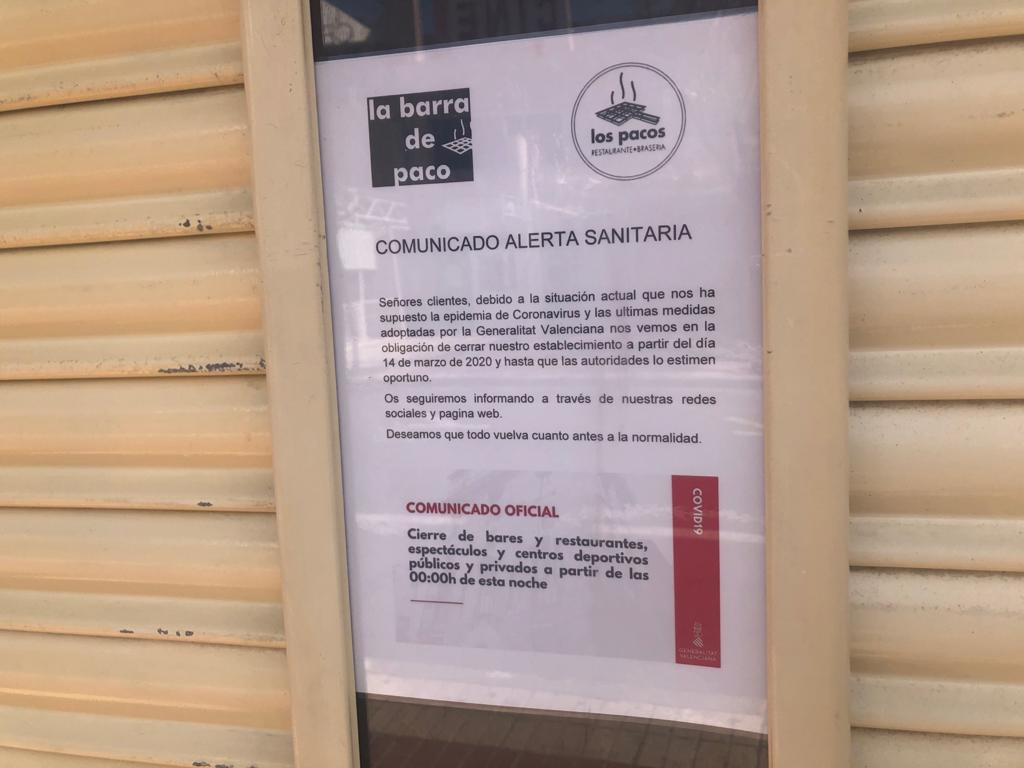 la barra
de
paco
los pacos
RESTAURANTE+BRASERIA
COMUNICADO ALERTA SANITARIA
Señores clientes, debido a la situación actual que nos ha
supuesto la epidemia de Coronavirus y las ultimas medidas
adoptadas por la Generalitat Valenciana nos vemos en la
obligación de cerrar nuestro establecimiento a partir del día
14 de marzo de 2020 y hasta que las autoridades lo estimen
oportuno.
Os seguiremos informando a través de nuestras redes
sociales y pagina web.
Deseamos que todo vuelva cuanto antes a la normalidad.
COMUNICADO OFICIAL
Cierre de bares y restaurantes,
espectáculos y centros deportivos
públicos y privados a partir de las
00:00h de esta noche
COVID19
GENERALITAT
VALENCIANA